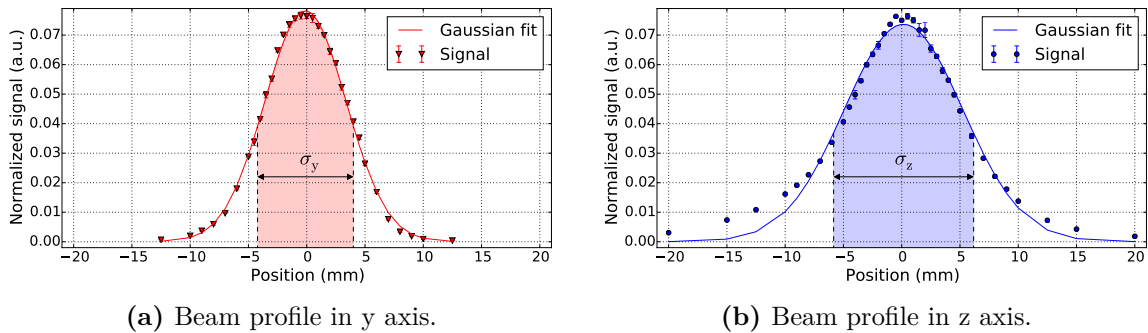 Normalized signal (a.u.)
0.07
0.06
0.05
0.04
0.03
0.02
0.01
0.00
Gaussian fit
Signal
σy
−20 −15 −10 −5 0 5 10 15 20
Position (mm)
(a) Beam profile in y axis.
Normalized signal (a.u.)
0.07
0.06
0.05
0.04
0.03
0.02
0.01
0.00
Gaussian fit
Signal
σz
−20 −15 −10 −5 0 5 10 15 20
Position (mm)
(b) Beam profile in z axis.